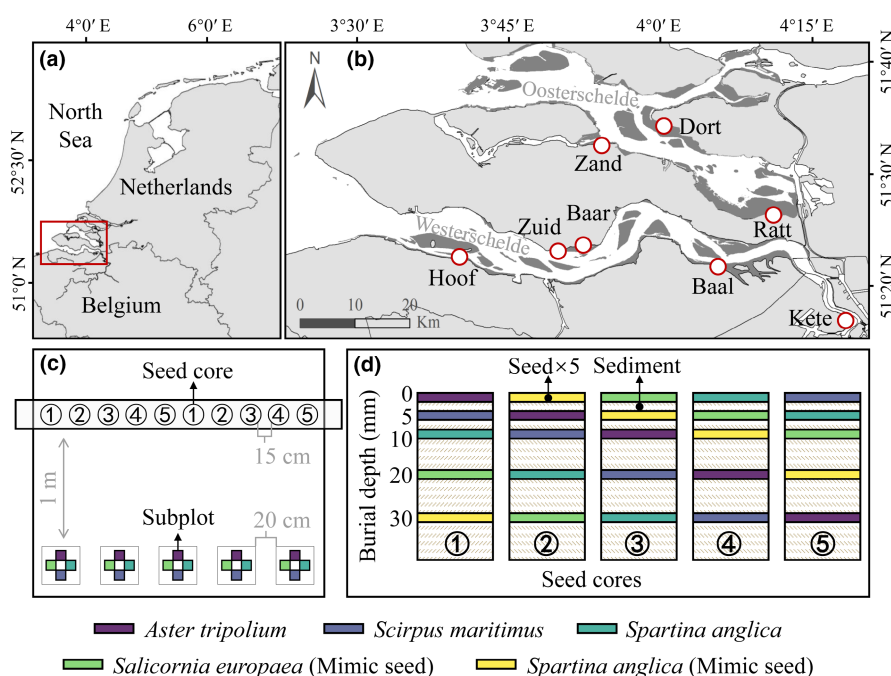 4°0′ E 6°0′ E
3°30′ 3°45′ 4°0′ 4°15′
(a)
North
Sea
Netherlands
Belgium
52°30′ N
51°0′ N
(b)
N
Oosterschelde
Dort
Zand
Baar
Zuid
Westerschelde
Hoof
Ratt
Baal
Kete
0 10 20
Km
51°40′ N
51°30′ N
51°20′ N
(c)
Seed core
① ② ③ ④ ⑤ ① ② ③ ④ ⑤
15 cm
1 m
Subplot
20 cm
(d)
Seed×5 Sediment
Burial depth (mm)
0
5
10
20
30
① ② ③ ④ ⑤
Seed cores
Aster tripolium Scirpus maritimus Spartina anglica
Salicornia europaea (Mimic seed) Spartina anglica (Mimic seed)